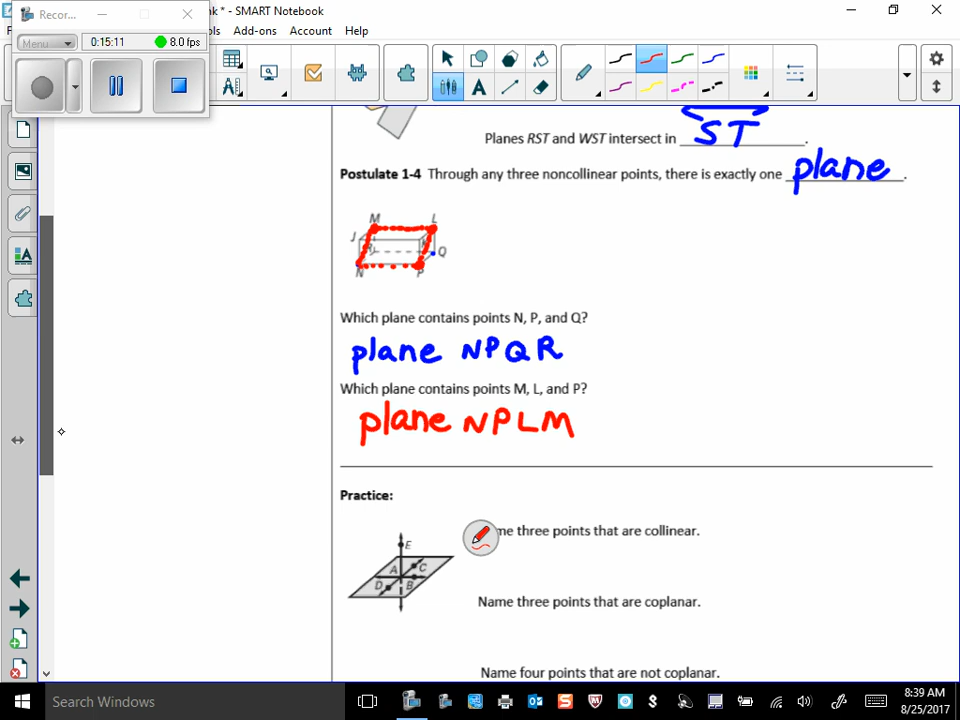 Recor...
nk * - SMART Notebook
Menu
0:15:11
8.0 fps
ols Add-ons Account Help
ST
Planes RST and WST intersect in ____________.
Postulate 1-4 Through any three noncollinear points, there is exactly one plane.
M L
J
Q
N P
Which plane contains points N, P, and Q?
plane NPQR
Which plane contains points M, L, and P?
plane NPLM
Practice:
E
me three points that are collinear.
A C
D B
Name three points that are coplanar.
Name four points that are not coplanar.
Search Windows
8:39 AM
8/25/2017